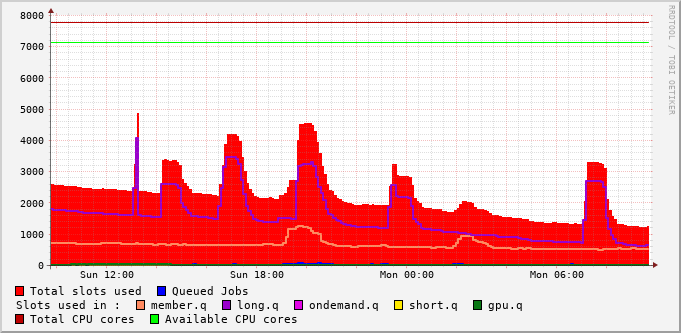 8000
7000
6000
5000
4000
3000
2000
1000
0
Sun 12:00 Sun 18:00 Mon 00:00 Mon 06:00
RRDTOOL / TOBI OETIKER
Total slots used Queued Jobs
Slots used in : member.q long.q ondemand.q short.q gpu.q
Total CPU cores Available CPU cores